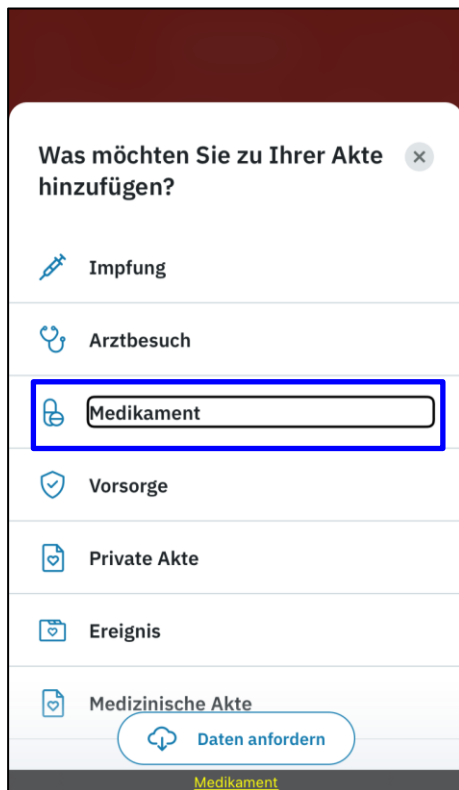 Was möchten Sie zu Ihrer Akte
hinzufügen?
Impfung
Arztbesuch
Medikament
Vorsorge
Private Akte
Ereignis
Medizinische Akte
Daten anfordern
Medikament